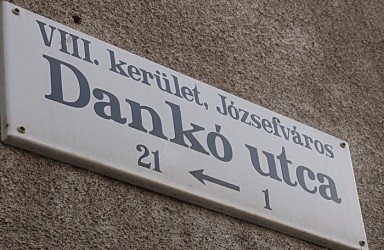 VIII. kerület, Józsefváros
Dankó utca
21 ← 1